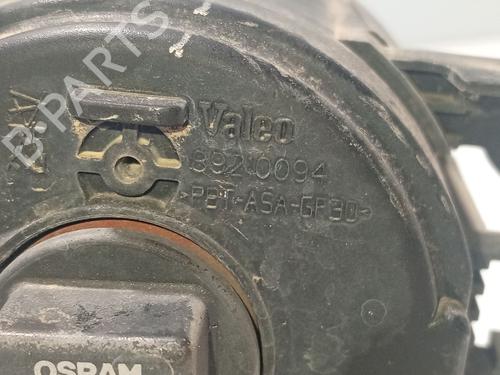 B-PARTS
Valeo
89210094
>PBT-ASA-GF30<
OSRAM